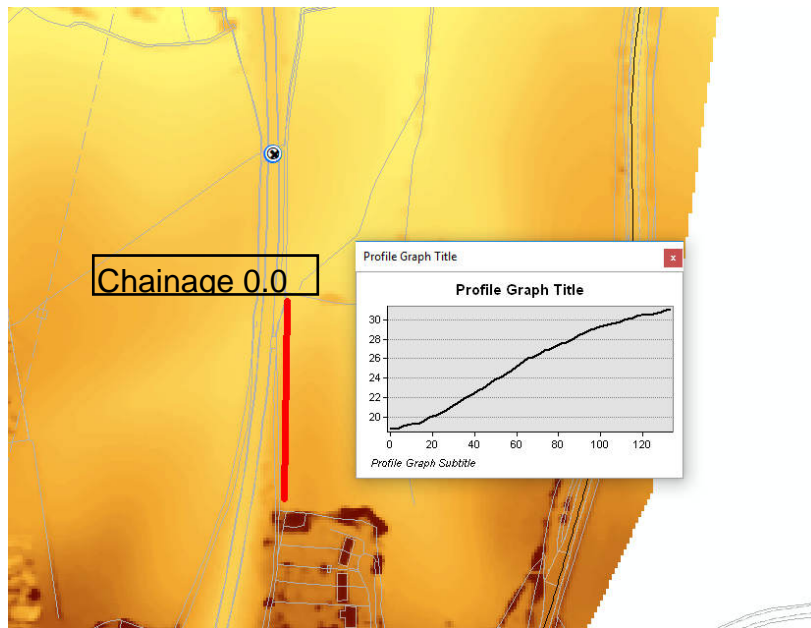 Chainage 0.0
Profile Graph Title
x
Profile Graph Title
30
28
26
24
22
20
0 20 40 60 80 100 120
Profile Graph Subtitle